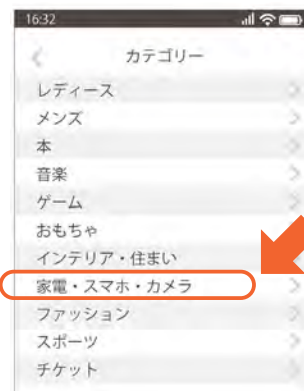 16:32
カテゴリー
レディース
メンズ
本
音楽
ゲーム
おもちゃ
インテリア・住まい
家電・スマホ・カメラ
ファッション
スポーツ
チケット